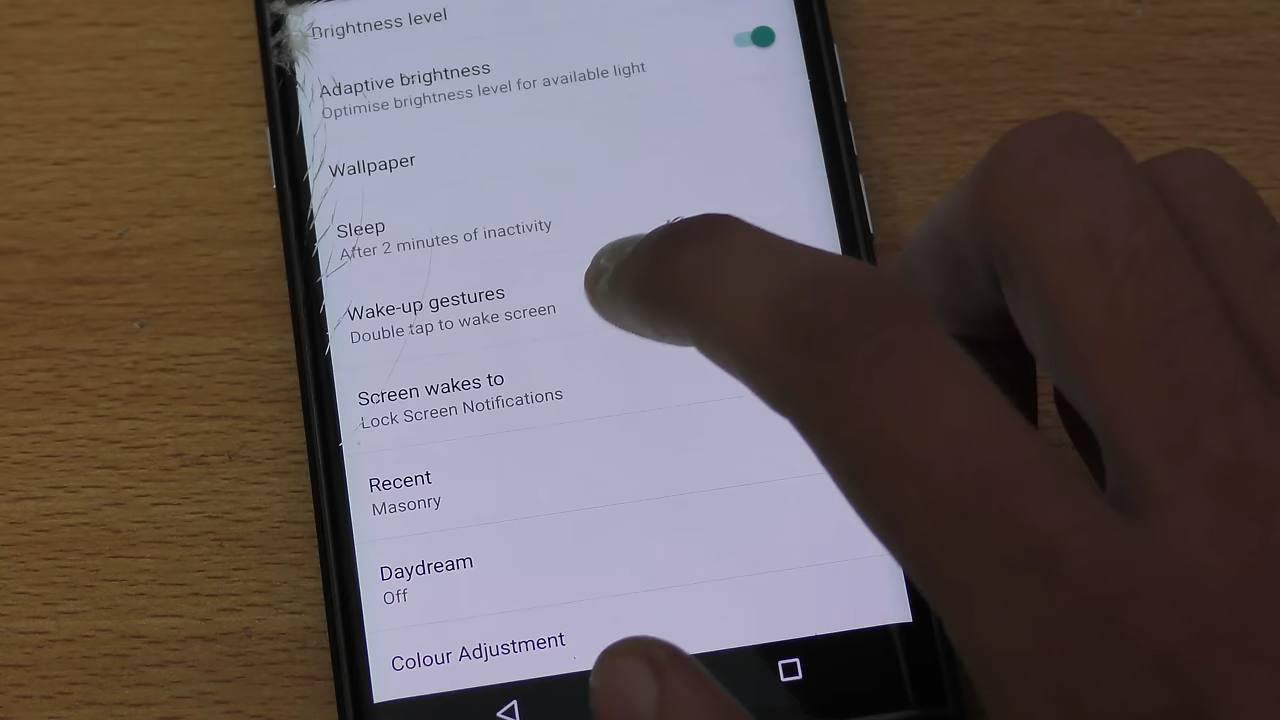 Brightness level
Adaptive brightness
Optimise brightness level for available light
Wallpaper
Sleep
After 2 minutes of inactivity
Wake-up gestures
Double tap to wake screen
Screen wakes to
Lock Screen Notifications
Recent
Masonry
Daydream
Off
Colour Adjustment